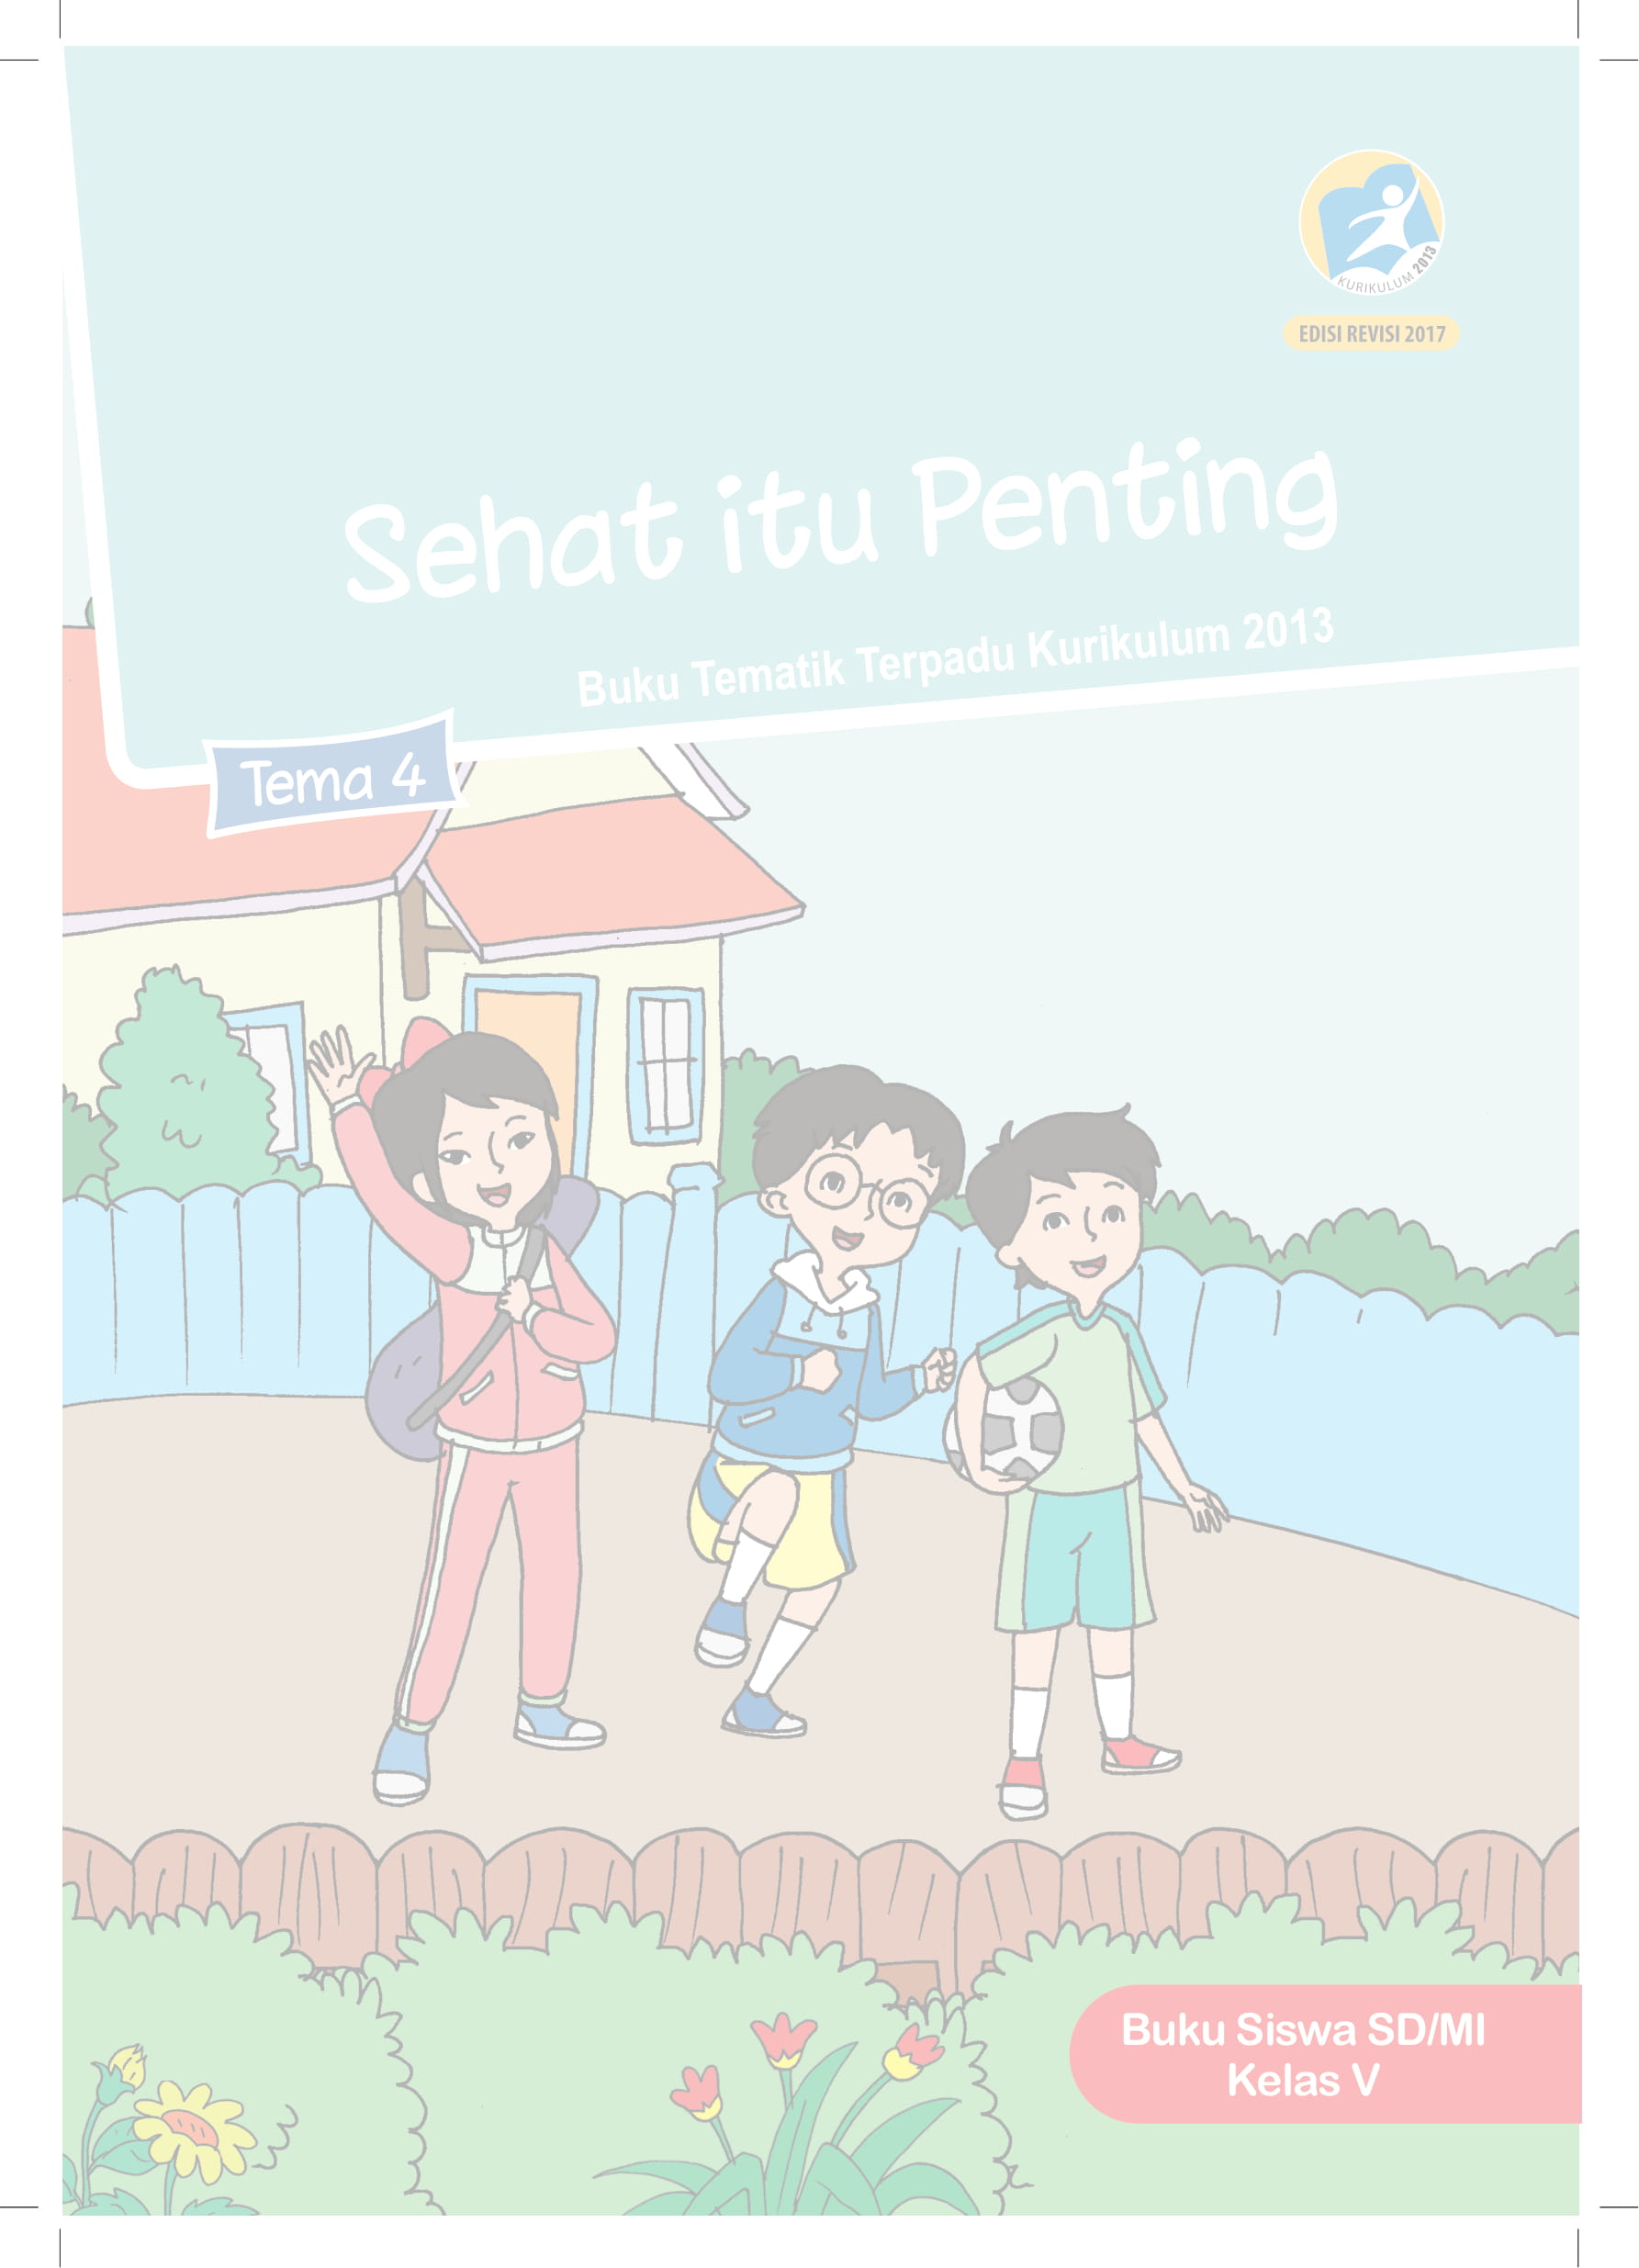 KURIKULUM 2013
EDISI REVISI 2017
Sehat itu Penting
Buku Tematik Terpadu Kurikulum 2013
Tema 4
Buku Siswa SD/MI
Kelas V